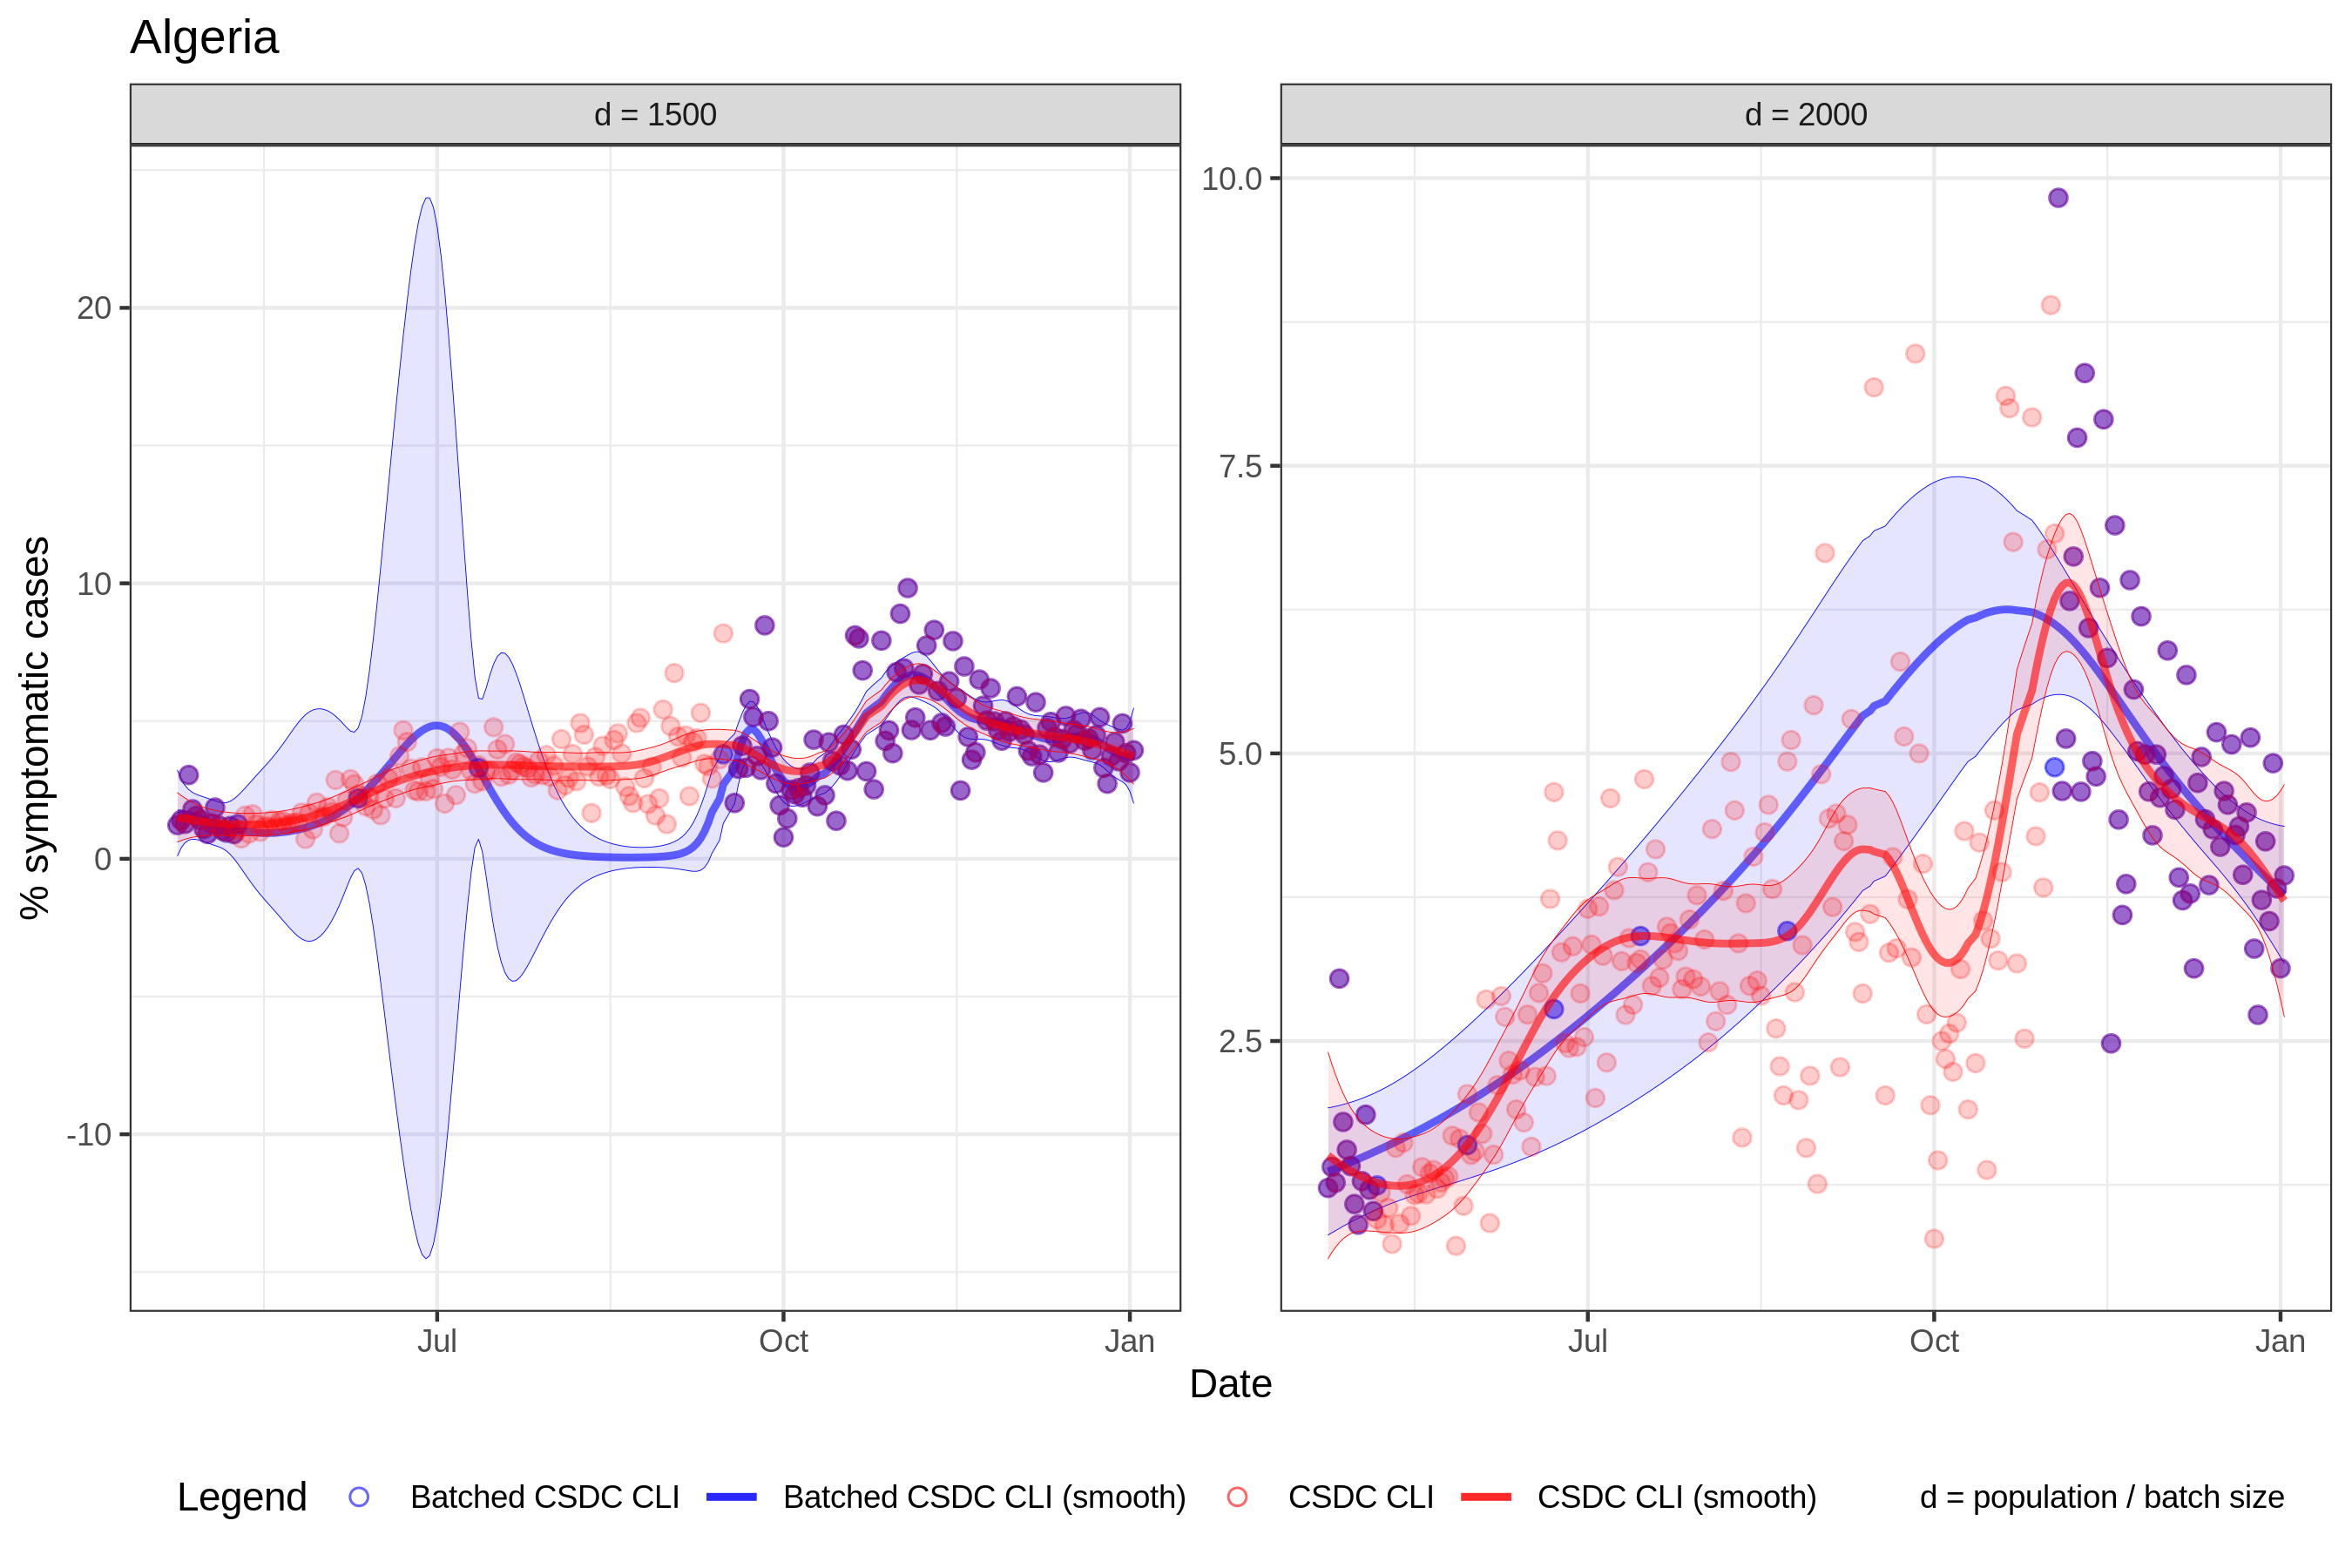 Algeria
d = 1500
d = 2000
% symptomatic cases
20
10
0
-10
10.0
7.5
5.0
2.5
Jul
Oct
Jan
Jul
Oct
Jan
Date
Legend
Batched CSDC CLI
Batched CSDC CLI (smooth)
CSDC CLI
CSDC CLI (smooth)
d = population / batch size